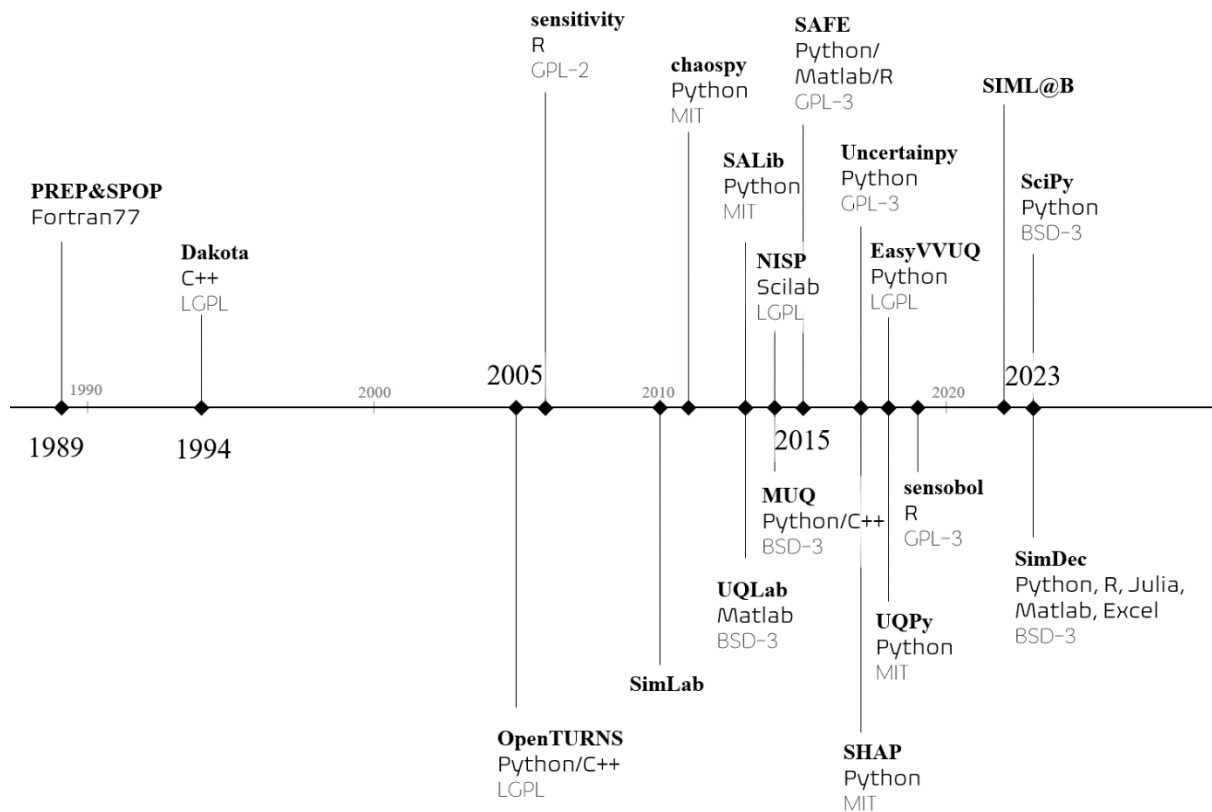 sensitivity
R
GPL-2
SAFE
Python/
Matlab/R
GPL-3
chaospy
Python
MIT
SIML@B
SALib
Python
MIT
Uncertainpy
Python
GPL-3
SciPy
Python
BSD-3
PREP&SPOP
Fortran77
Dakota
C++
LGPL
NISP
Scilab
LGPL
EasyVVUQ
Python
LGPL
1990
2000
2005
2010
2020
2023
1989
1994
2015
MUQ
Python/C++
BSD-3
sensobol
R
GPL-3
UQLab
Matlab
BSD-3
SimDec
Python, R, Julia,
Matlab, Excel
BSD-3
UQPy
Python
MIT
SimLab
OpenTURNS
Python/C++
LGPL
SHAP
Python
MIT